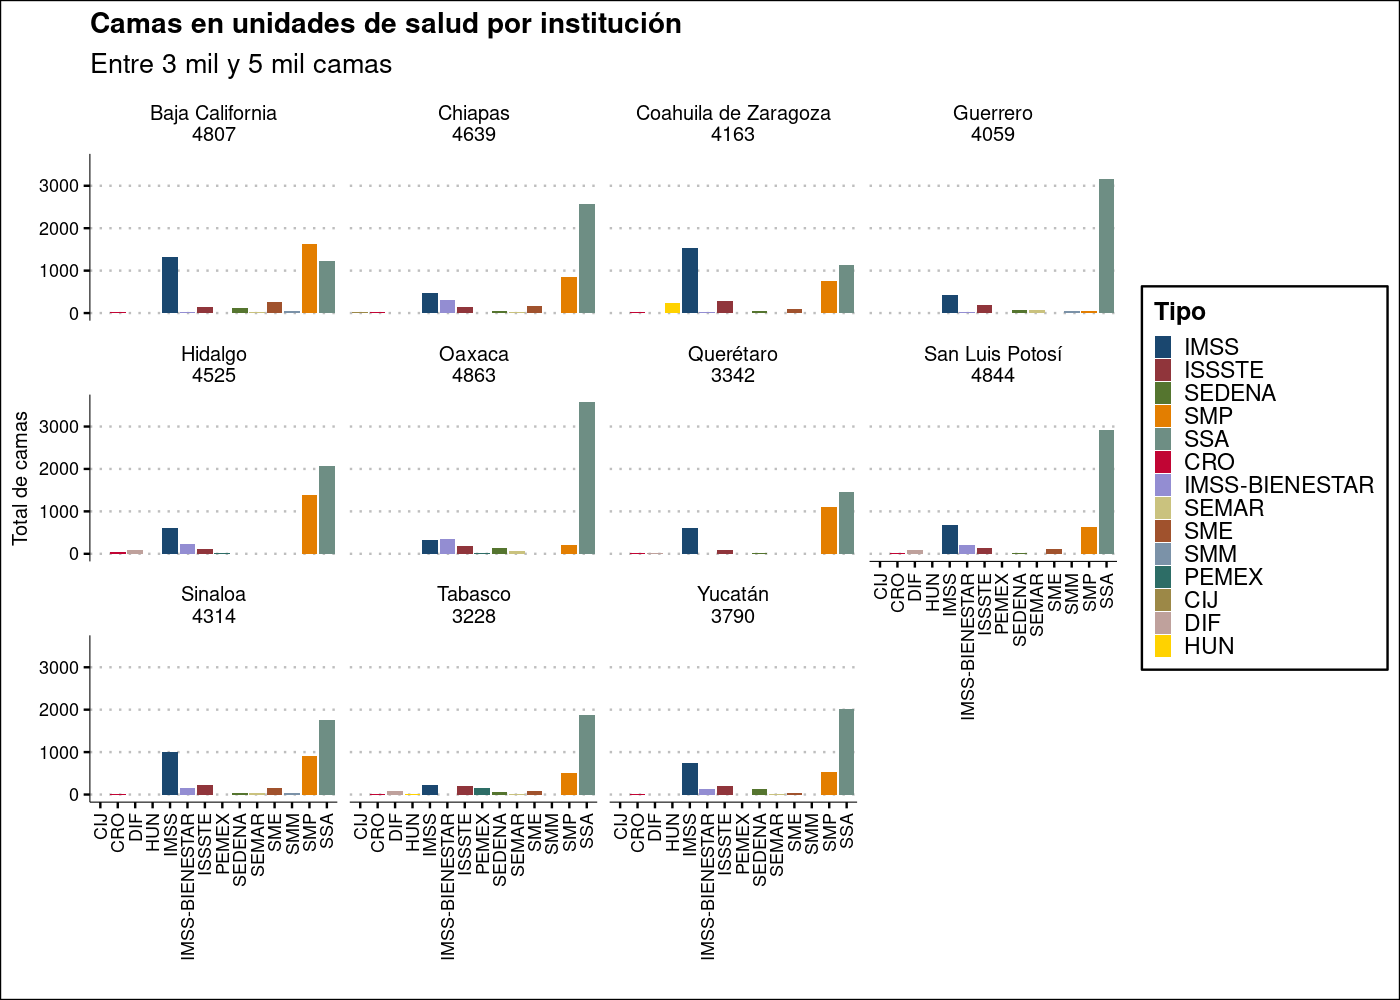 Camas en unidades de salud por institución
Entre 3 mil y 5 mil camas
Baja California
4807
Chiapas
4639
Coahuila de Zaragoza
4163
Guerrero
4059
3000
2000
1000
0
Hidalgo
4525
Oaxaca
4863
Querétaro
3342
San Luis Potosí
4844
Total de camas
3000
2000
1000
0
CIJ
CRO
DIF
HUN
IMSS
IMSS-BIENESTAR
ISSSTE
PEMEX
SEDENA
SEMAR
SME
SMM
SMP
SSA
Sinaloa
4314
Tabasco
3228
Yucatán
3790
3000
2000
1000
0
CIJ
CRO
DIF
HUN
IMSS
IMSS-BIENESTAR
ISSSTE
PEMEX
SEDENA
SEMAR
SME
SMM
SMP
SSA
CIJ
CRO
DIF
HUN
IMSS
IMSS-BIENESTAR
ISSSTE
PEMEX
SEDENA
SEMAR
SME
SMM
SMP
SSA
CIJ
CRO
DIF
HUN
IMSS
IMSS-BIENESTAR
ISSSTE
PEMEX
SEDENA
SEMAR
SME
SMM
SMP
SSA
Tipo
IMSS
ISSSTE
SEDENA
SMP
SSA
CRO
IMSS-BIENESTAR
SEMAR
SME
SMM
PEMEX
CIJ
DIF
HUN